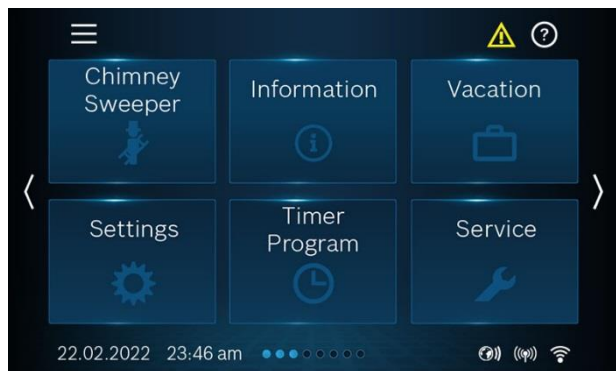 Chimney
Sweeper
Information
Vacation
Settings
Timer
Program
Service
22.02.2022 23:46 am